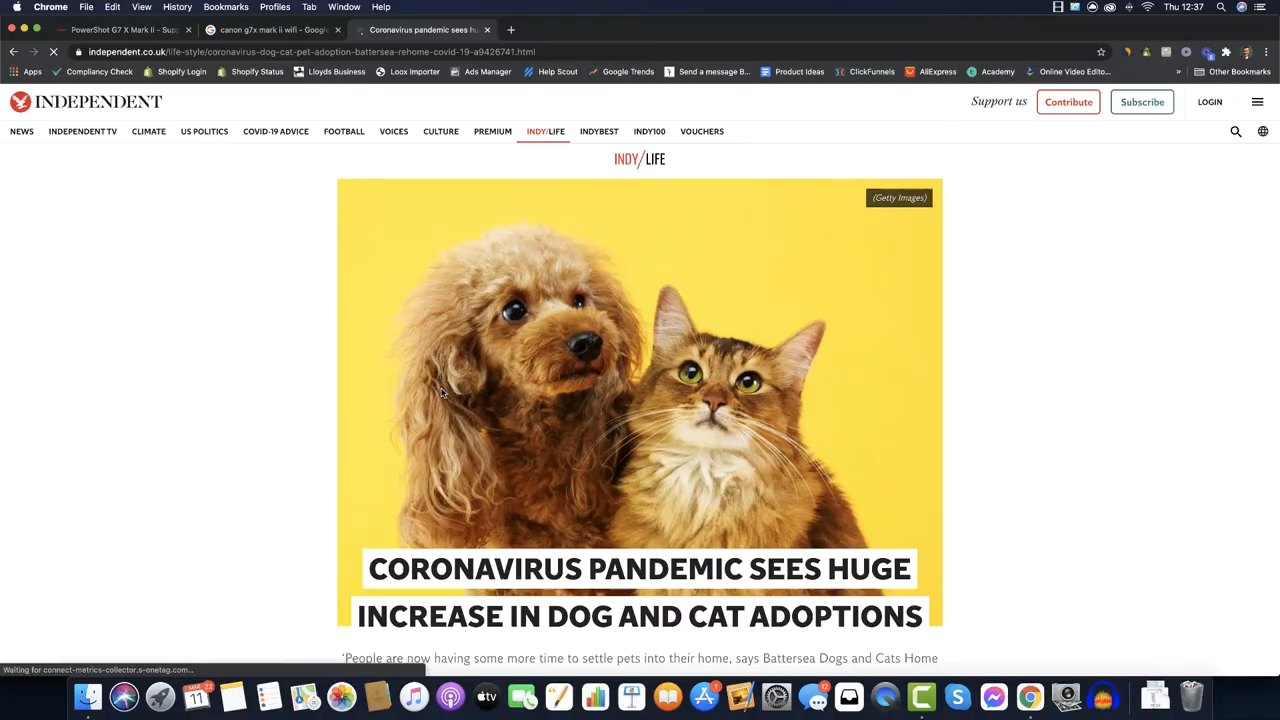 Chrome File Edit View History Bookmarks Profiles Tab Window Help Thu 12:37
PowerShot G7 X Mark II - Supp canon g7x mark ii wifi - Google Coronavirus pandemic sees hu
independent.co.uk/life-style/coronavirus-dog-cat-pet-adoption-battersea-rehome-covid-19-a9426741.html
Apps Compliancy Check Shopify Login Shopify Status Lloyds Business Loox Importer Ads Manager Help Scout Google Trends Send a message B... Product Ideas ClickFunnels AliExpress Academy Online Video Edito... » Other Bookmarks
INDEPENDENT Support us Contribute Subscribe LOGIN
NEWS INDEPENDENT TV CLIMATE US POLITICS COVID-19 ADVICE FOOTBALL VOICES CULTURE PREMIUM INDY/LIFE INDYBEST INDY100 VOUCHERS
INDY/LIFE
(Getty Images)
CORONAVIRUS PANDEMIC SEES HUGE
INCREASE IN DOG AND CAT ADOPTIONS
'People are now having some more time to settle pets into their home, says Battersea Dogs and Cats Home
Waiting for connect-metrics-collector.s-onetag.com...